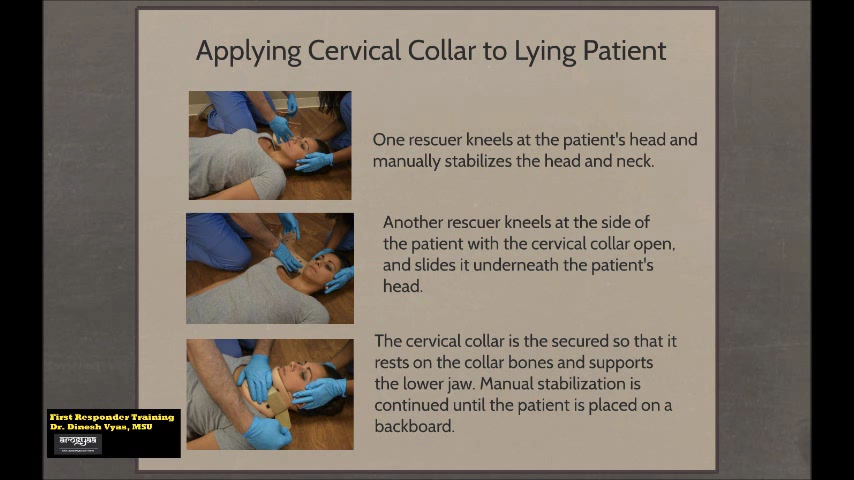 Applying Cervical Collar to Lying Patient
One rescuer kneels at the patient's head and
manually stabilizes the head and neck.
Another rescuer kneels at the side of
the patient with the cervical collar open,
and slides it underneath the patient's
head.
The cervical collar is the secured so that it
rests on the collar bones and supports
the lower jaw. Manual stabilization is
continued until the patient is placed on a
backboard.
First Responder Training
Dr. Dinesh Vyas, MSU
arogyaa